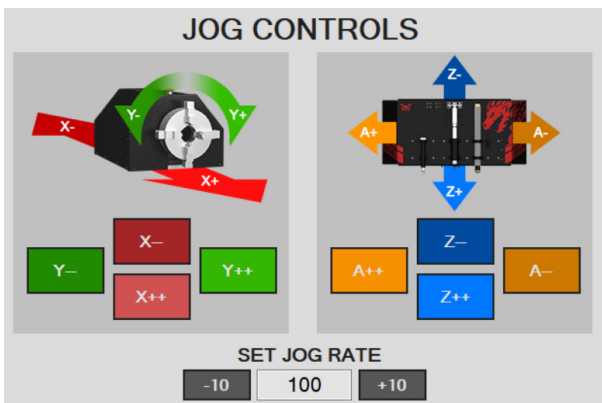 JOG CONTROLS
Y- Y+
X-
X+
Z-
A+ A-
Z+
X--
Y-- Y++
X++
Z--
A++ A--
Z++
SET JOG RATE
-10 100 +10